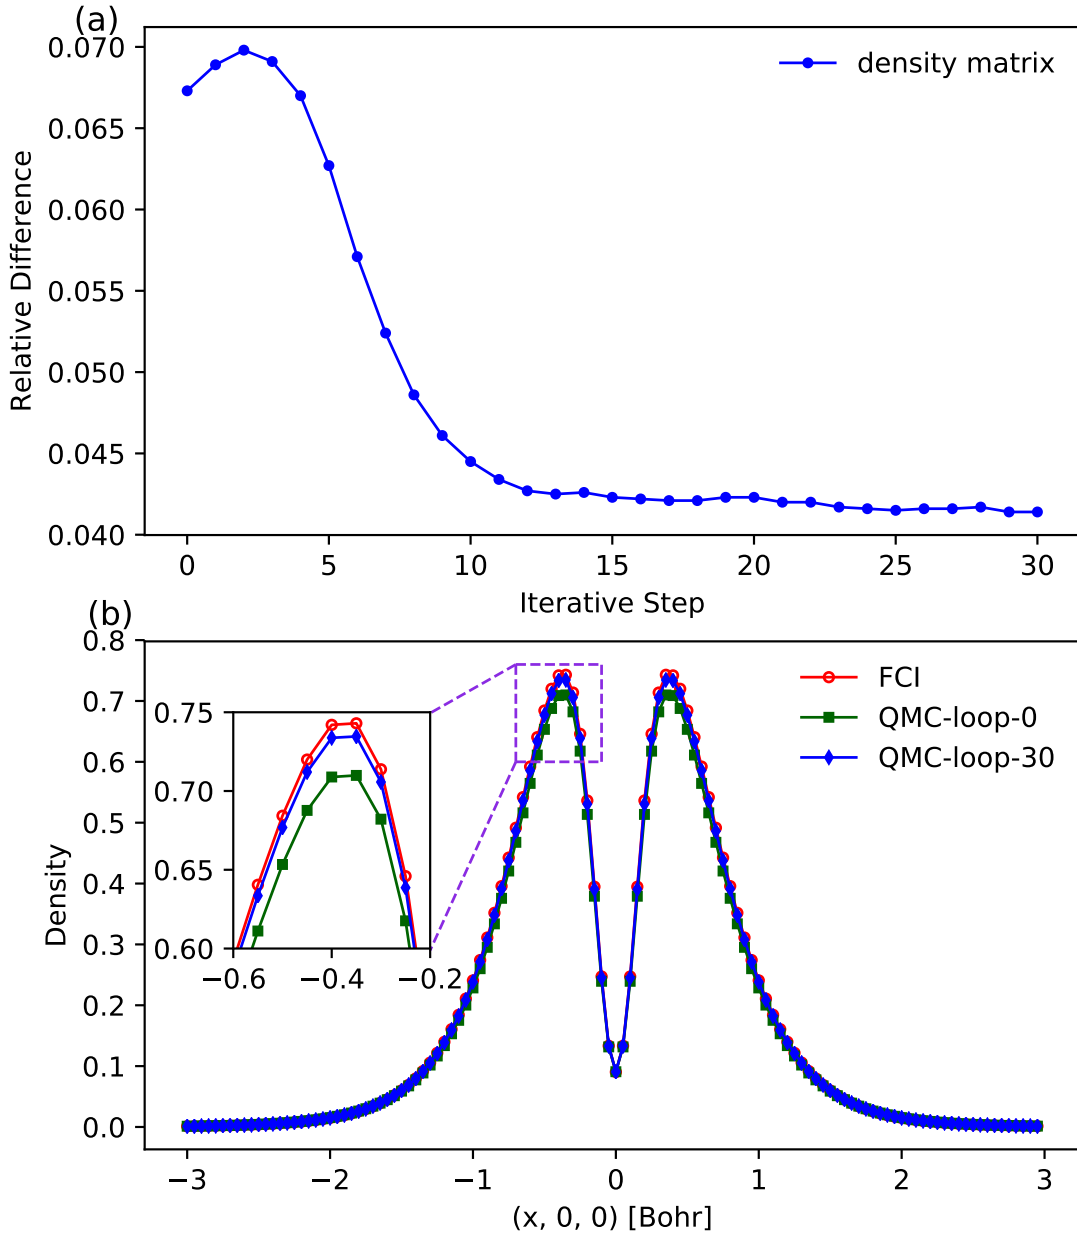 (a)
0.070
0.065
0.060
0.055
0.050
0.045
0.040
Relative Difference
density matrix
0 5 10 15 20 25 30
Iterative Step
(b)
0.8
0.7
0.6
0.5
0.4
0.3
0.2
0.1
0.0
Density
0.75
0.70
0.65
0.60
−0.6 −0.4 −0.2
FCI
QMC-loop-0
QMC-loop-30
−3 −2 −1 0 1 2 3
(x, 0, 0) [Bohr]